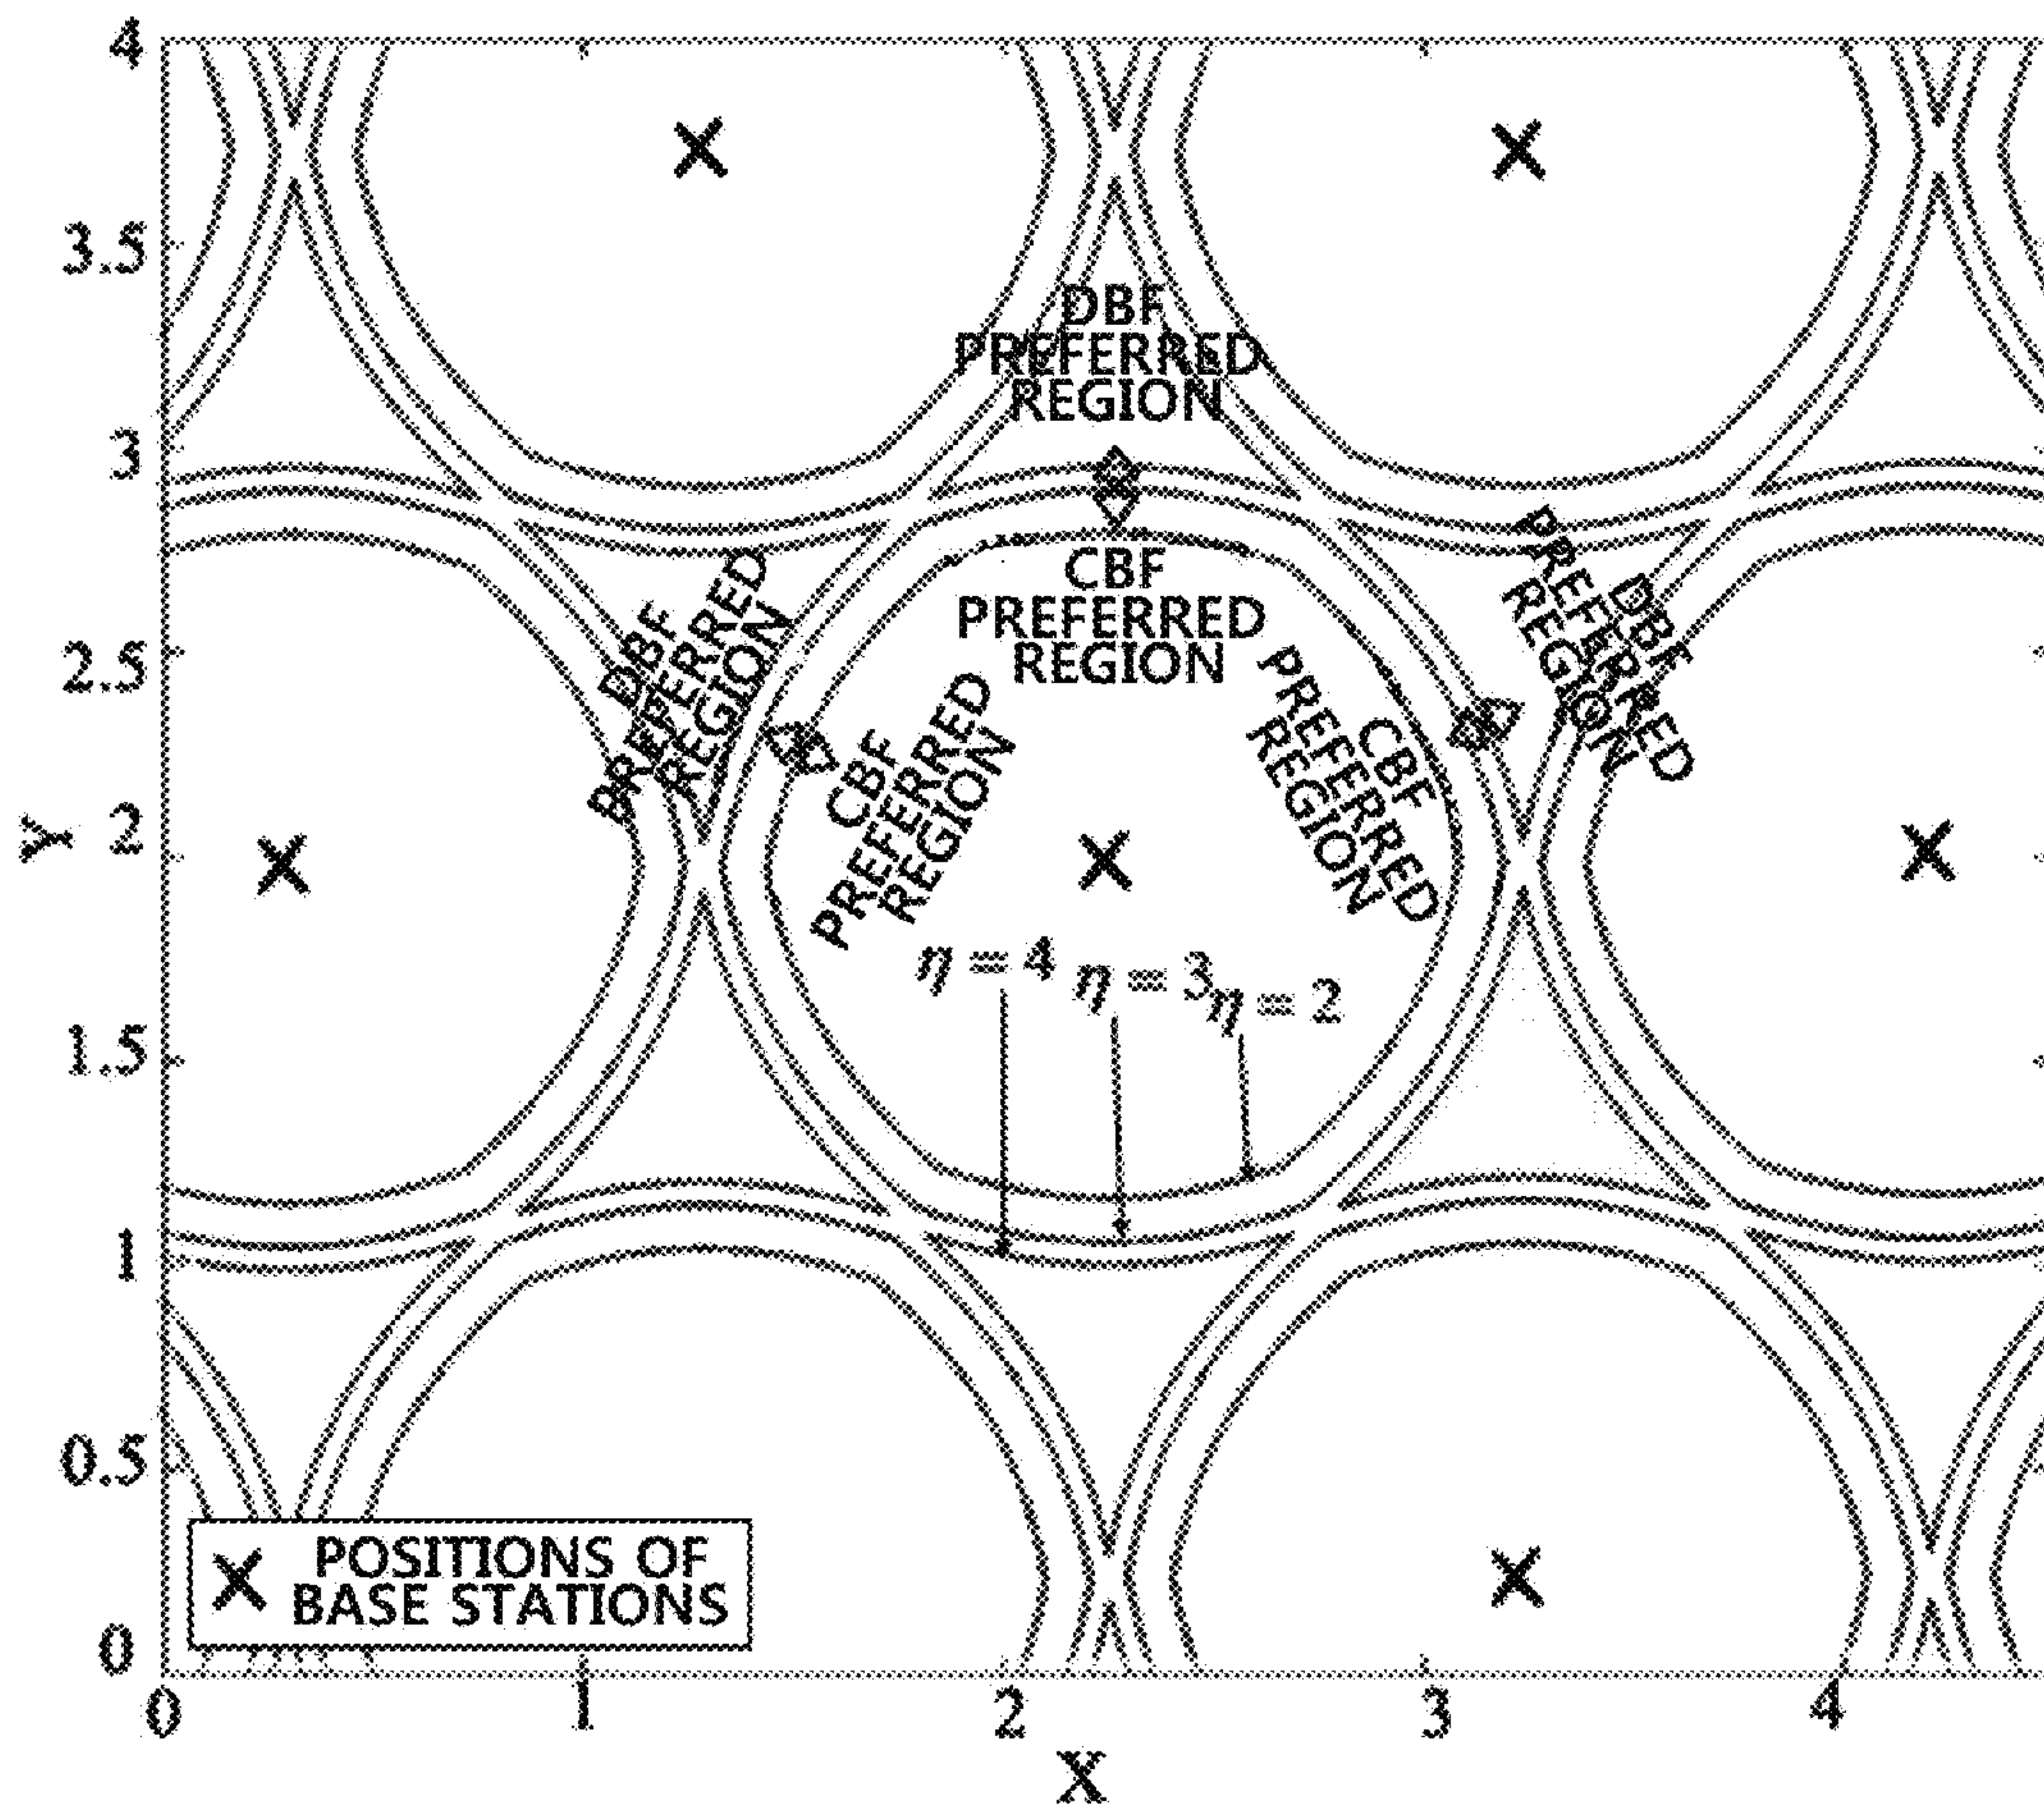 4
3.5
DBF
PREFERRED
REGION
3
CBF
PREFERRED
REGION
DBF
PREFERRED
REGION
DBF
PREFERRED
REGION
2.5
CBF
PREFERRED
REGION
CBF
PREFERRED
REGION
Y
2
η = 4
η = 3
η = 2
1.5
1
0.5
POSITIONS OF
BASE STATIONS
0
0 1 2 3 4
X